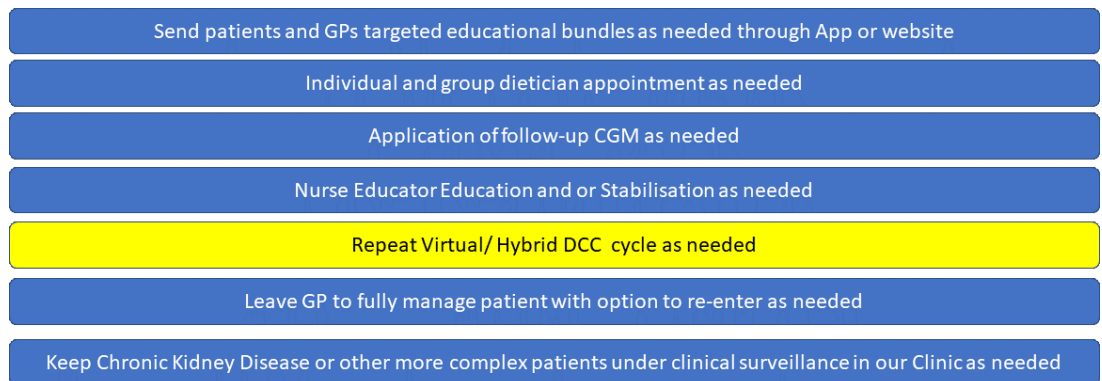 Send patients and GPs targeted educational bundles as needed through App or website
Individual and group dietician appointment as needed
Application of follow-up CGM as needed
Nurse Educator Education and or Stabilisation as needed
Repeat Virtual/ Hybrid DCC cycle as needed
Leave GP to fully manage patient with option to re-enter as needed
Keep Chronic Kidney Disease or other more complex patients under clinical surveillance in our Clinic as needed